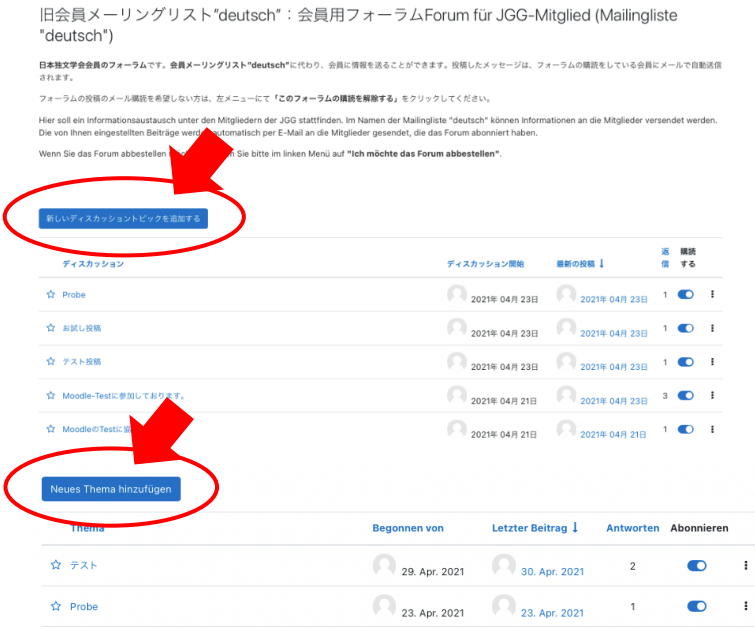 旧会員メーリングリスト"deutsch"：会員用フォーラムForum für JGG-Mitglied (Mailingliste
"deutsch")
日本独文学会会員のフォーラムです。会員メーリングリスト"deutsch"に代わり、会員に情報を送ることができます。投稿したメッセージは、フォーラムの購読をしている会員にメールで自動送信
されます。
フォーラムの投稿のメール購読を希望しない方は、左メニューにて「このフォーラムの購読を解除する」をクリックしてください。
Hier soll ein Informationsaustausch unter den Mitgliedern der JGG stattfinden. Im Namen der Mailingliste "deutsch" können Informationen an die Mitglieder versendet werden.
Die von Ihnen eingestellten Beiträge werd automatisch per E-Mail an die Mitglieder gesendet, die das Forum abonniert haben.
Wenn Sie das Forum abbestellen Sie bitte im linken Menü auf "Ich möchte das Forum abbestellen".
新しいディスカッショントピックを追加する
ディスカッション ディスカッション開始 最新の投稿 ↓ 返信 購読する
Probe 2021年 04月 23日 2021年 04月 23日 1
お試し投稿 2021年 04月 23日 2021年 04月 23日 1
テスト投稿 2021年 04月 23日 2021年 04月 23日 1
Moodle-Testに参加しております。 2021年 04月 21日 2021年 04月 23日 3
MoodleのTestに 2021年 04月 21日 2021年 04月 21日 1
Neues Thema hinzufügen
Thema Begonnen von Letzter Beitrag ↓ Antworten Abonnieren
テスト 29. Apr. 2021 30. Apr. 2021 2
Probe 23. Apr. 2021 23. Apr. 2021 1